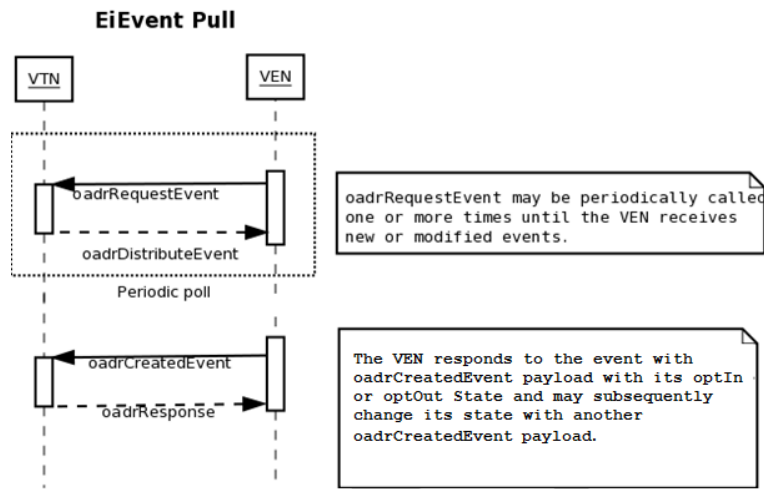 EiEvent Pull
VTN
VEN
oadrRequestEvent
oadrDistributeEvent
Periodic poll
oadrRequestEvent may be periodically called
one or more times until the VEN receives
new or modified events.
oadrCreatedEvent
oadrResponse
The VEN responds to the event with
oadrCreatedEvent payload with its optIn
or optOut State and may subsequently
change its state with another
oadrCreatedEvent payload.